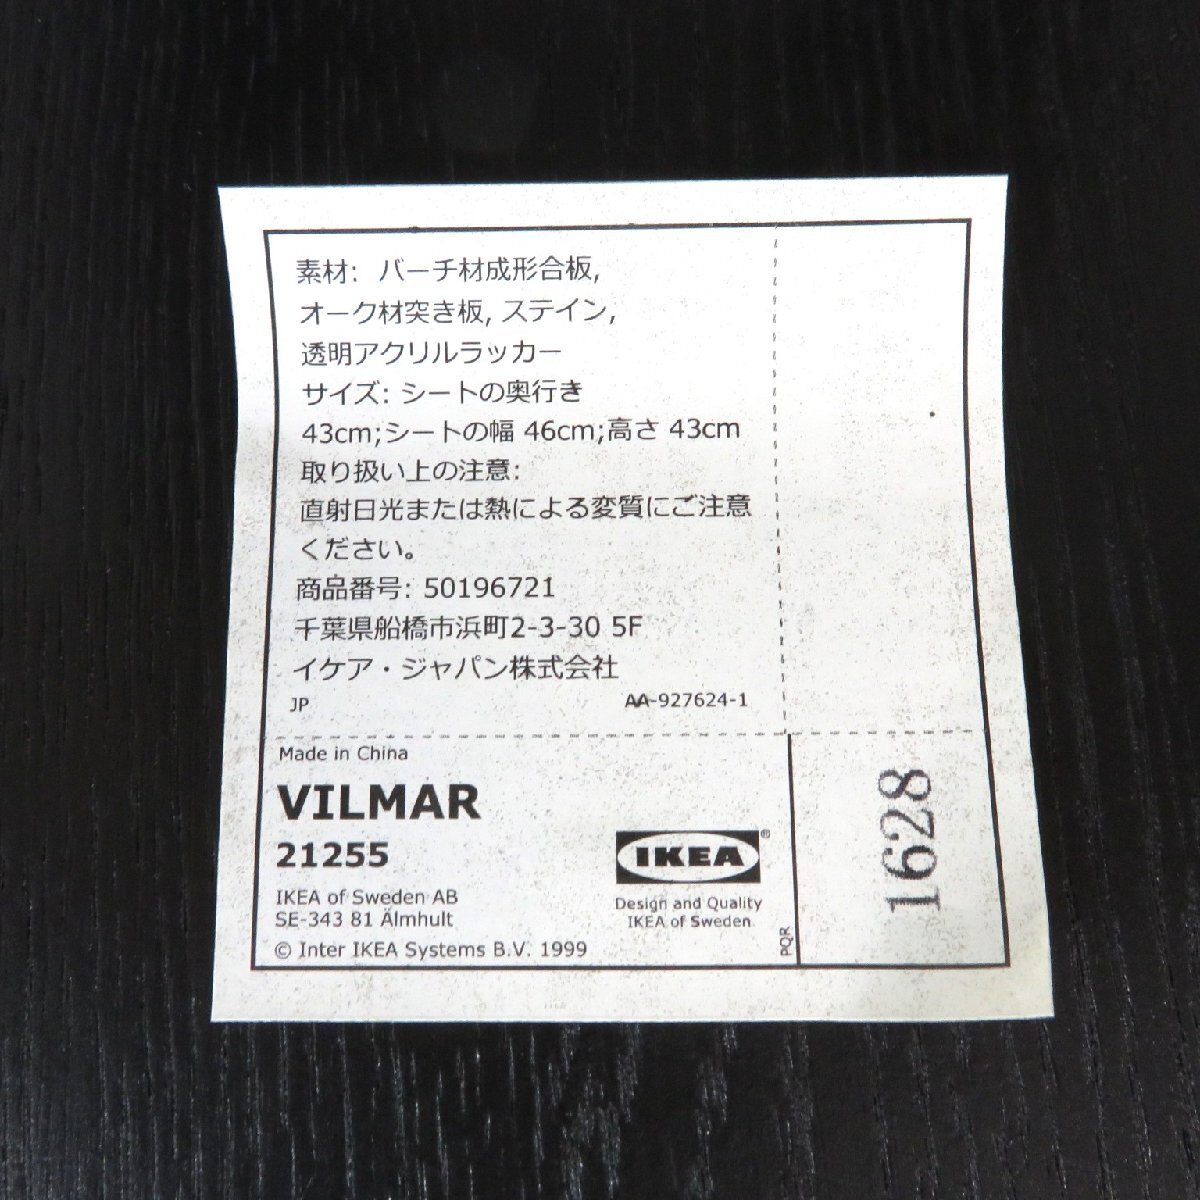 素材: バーチ材成形合板,
オーク材突き板, ステイン,
透明アクリルラッカー
サイズ: シートの奥行き
43cm;シートの幅 46cm;高さ 43cm
取り扱い上の注意:
直射日光または熱による変質にご注意
ください。
商品番号: 50196721
千葉県船橋市浜町2-3-30 5F
イケア・ジャパン株式会社
JP AA-927624-1
Made in China
VILMAR
21255
IKEA of Sweden AB
SE-343 81 Älmhult
© Inter IKEA Systems B.V. 1999
IKEA®
Design and Quality
IKEA of Sweden
PQR
1628